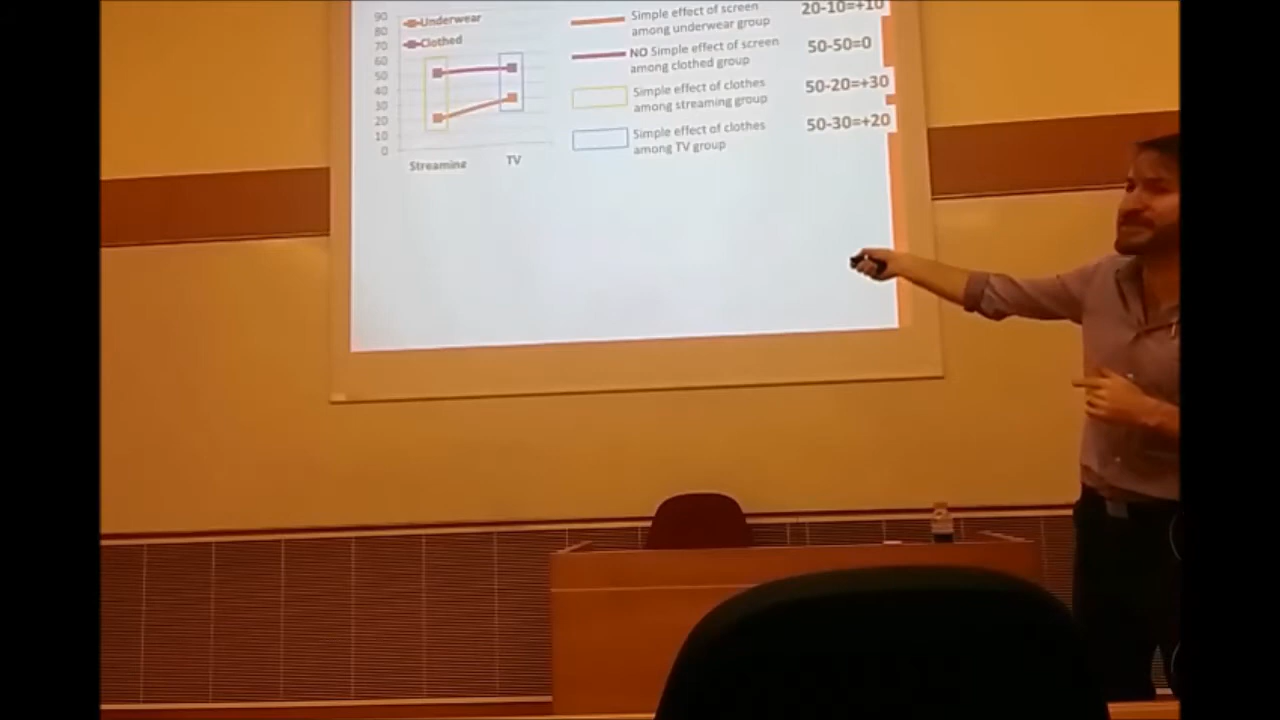 90
80
70
60
50
40
30
20
10
0
Underwear
Clothed
Streamine
TV
Simple effect of screen
among underwear group
20-10=+10
NO Simple effect of screen
among clothed group
50-50=0
Simple effect of clothes
among streaming group
50-20=+30
Simple effect of clothes
among TV group
50-30=+20